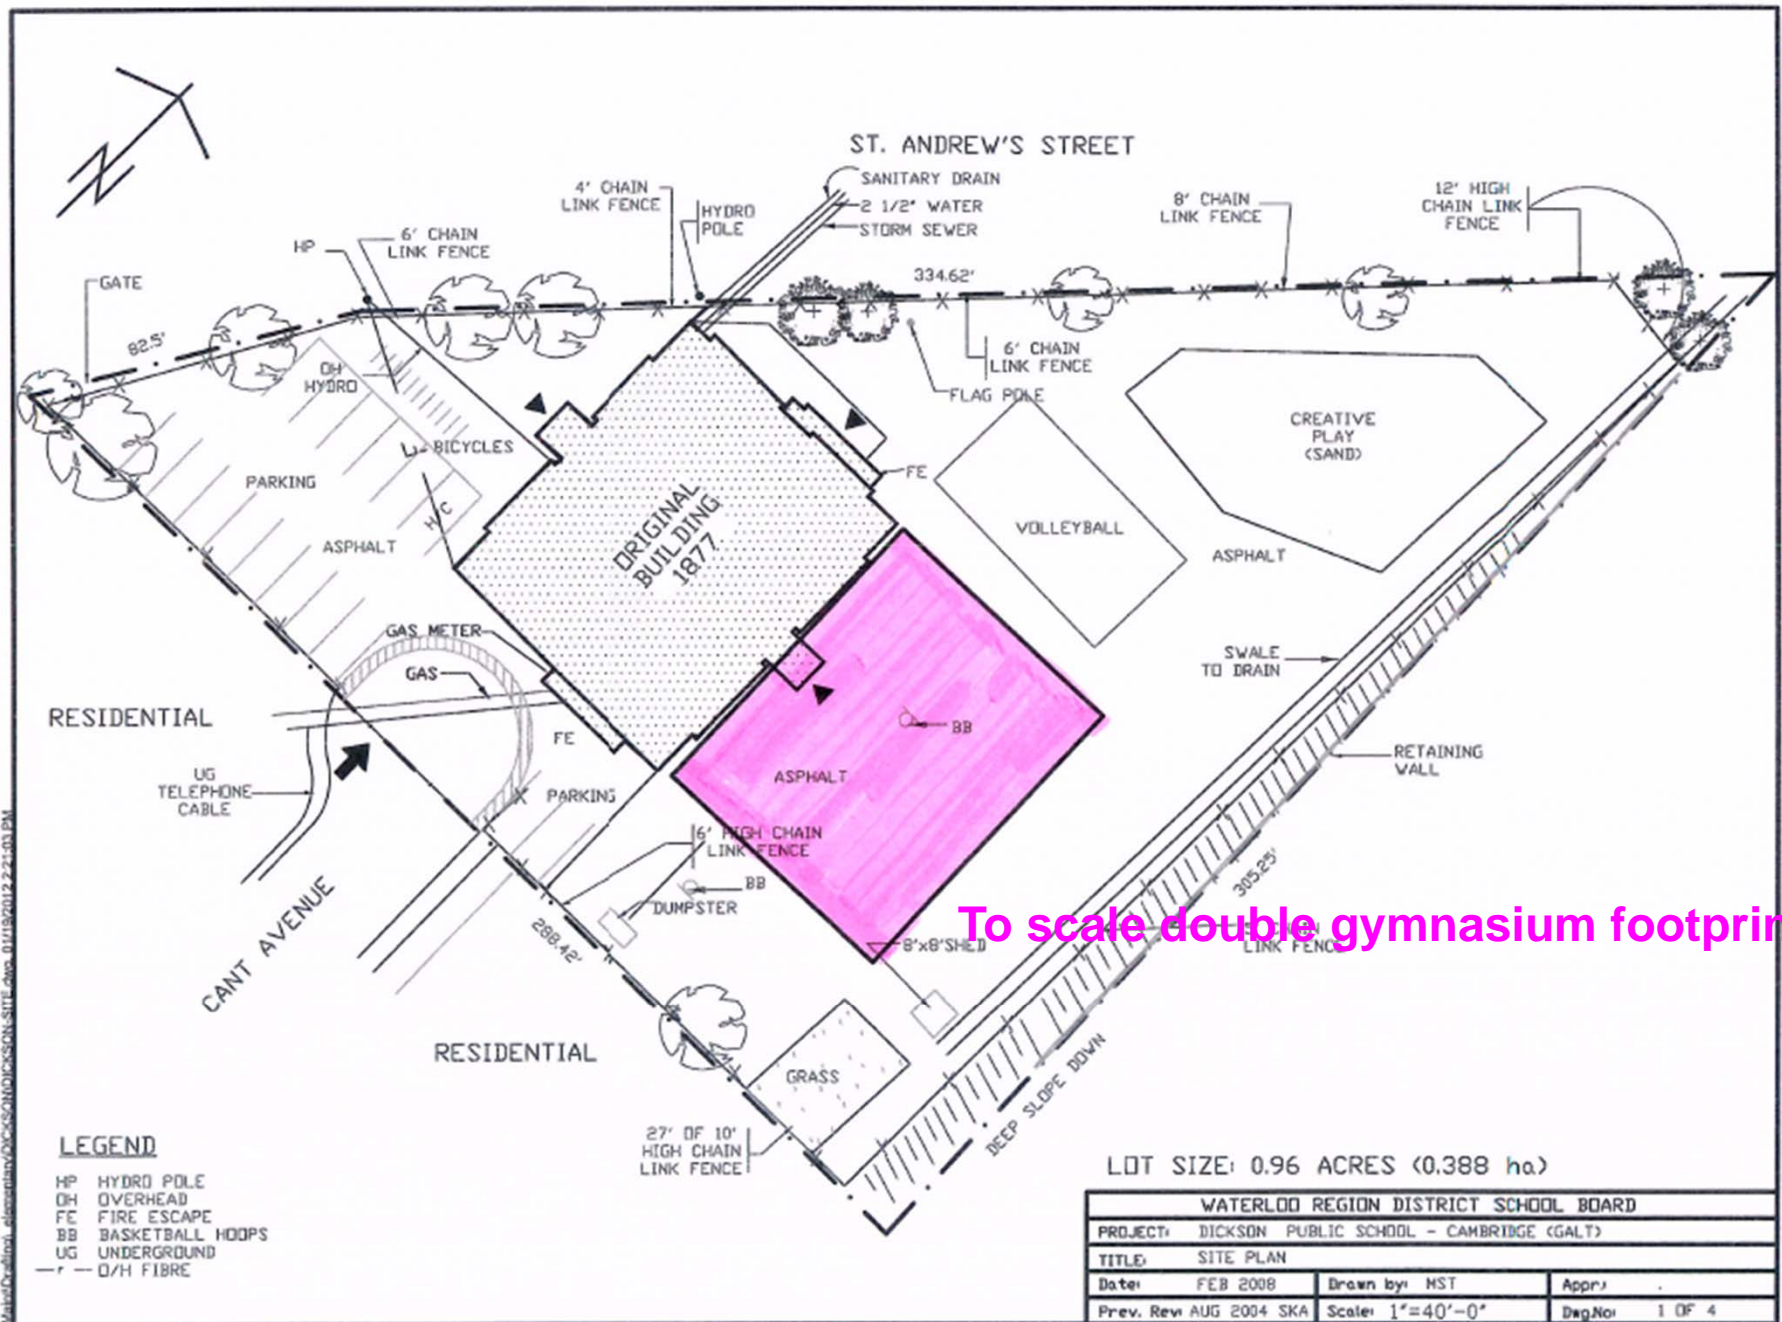 ST. ANDREW'S STREET
SANITARY DRAIN
2 1/2" WATER
STORM SEWER
4' CHAIN
LINK FENCE
HYDRO
POLE
8' CHAIN
LINK FENCE
12' HIGH
CHAIN LINK
FENCE
HP
6' CHAIN
LINK FENCE
GATE
82.5'
334.62'
OH
HYDRO
6' CHAIN
LINK FENCE
FLAG POLE
BICYCLES
PARKING
H/C
ASPHALT
FE
ORIGINAL
BUILDING
1877
VOLLEYBALL
CREATIVE
PLAY
(SAND)
ASPHALT
GAS METER
GAS
RESIDENTIAL
FE
UG
TELEPHONE
CABLE
PARKING
BB
ASPHALT
SWALE
TO DRAIN
RETAINING
WALL
6' HIGH CHAIN
LINK FENCE
BB
DUMPSTER
CANT AVENUE
288.42'
305.25'
To scale double gymnasium footprin
LINK FENCE
8'x8'SHED
RESIDENTIAL
GRASS
DEEP SLOPE DOWN
27' OF 10'
HIGH CHAIN
LINK FENCE
LEGEND
HP HYDRO POLE
OH OVERHEAD
FE FIRE ESCAPE
BB BASKETBALL HOOPS
UG UNDERGROUND
— r — O/H FIBRE
LOT SIZE: 0.96 ACRES (0.388 ha)
WATERLOO REGION DISTRICT SCHOOL BOARD
PROJECT: DICKSON PUBLIC SCHOOL - CAMBRIDGE (GALT)
TITLE: SITE PLAN
Date: FEB 2008 Drawn by: MST Appr.:
Prev. Rev: AUG 2004 SKA Scale: 1"=40'-0" Dwg.No: 1 OF 4